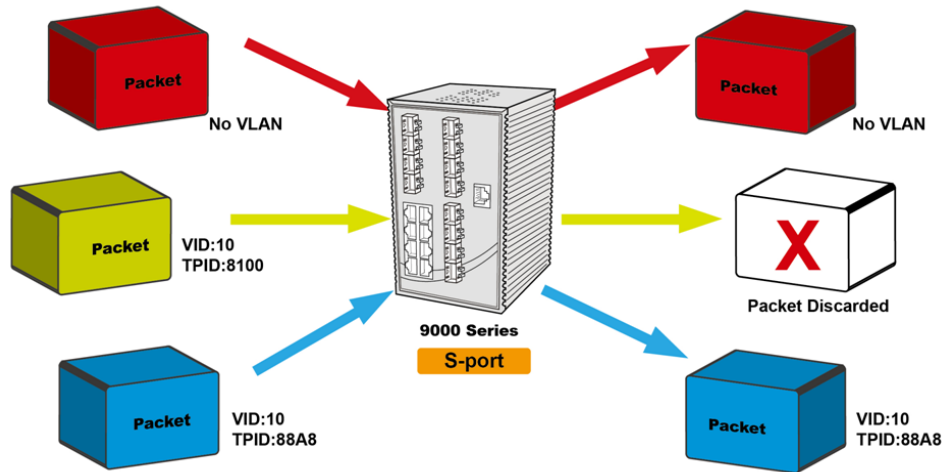 Packet
No VLAN
Packet
No VLAN
Packet
VID:10
TPID:8100
X
Packet Discarded
9000 Series
S-port
Packet
VID:10
TPID:88A8
Packet
VID:10
TPID:88A8